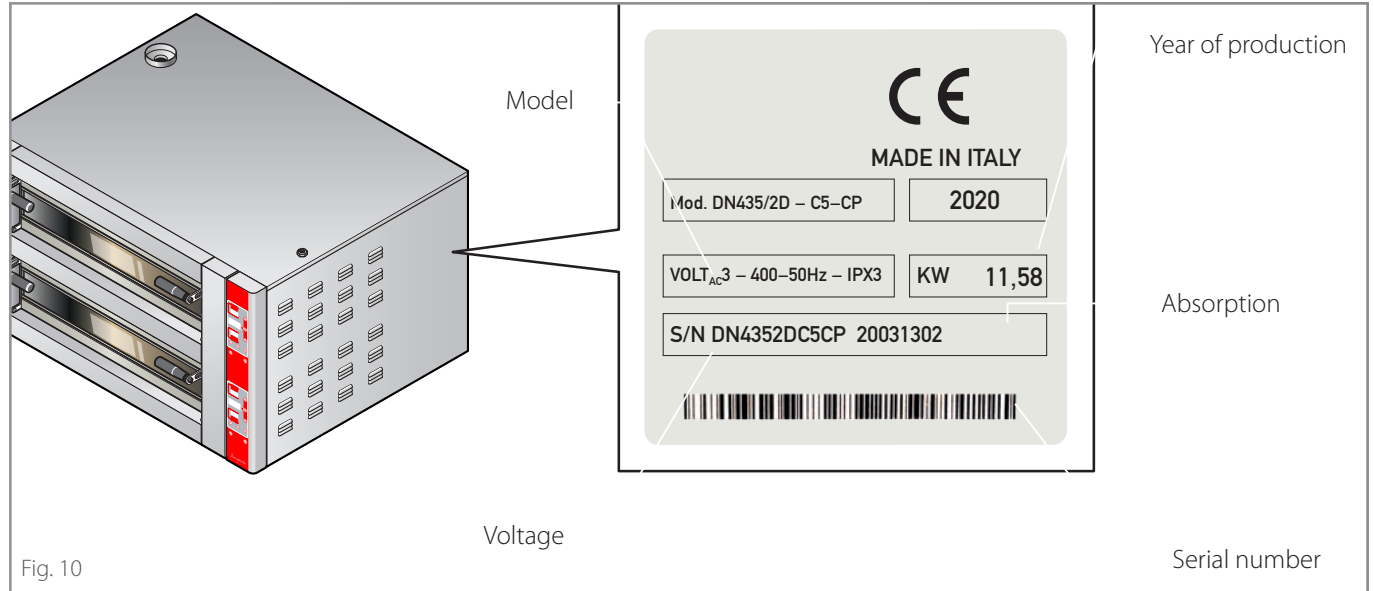 Year of production
Model
CE
MADE IN ITALY
Mod. DN435/2D – C5–CP
2020
VOLTAC3 – 400–50Hz – IPX3
KW 11,58
Absorption
S/N DN4352DC5CP 20031302
Voltage
Serial number
Fig. 10